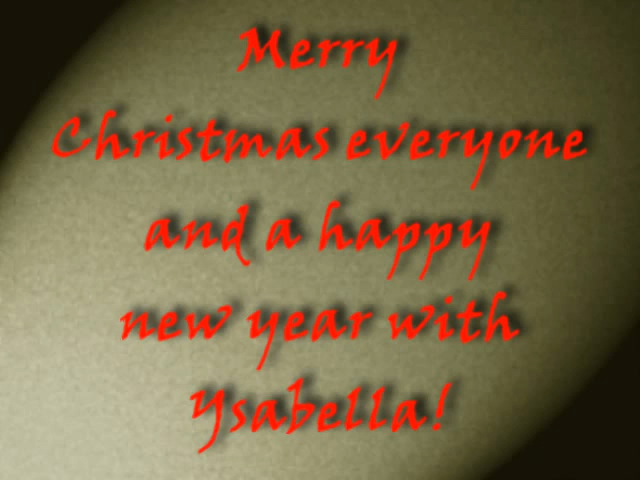 Merry
Christmas everyone
and a happy
new year with
Ysabella!